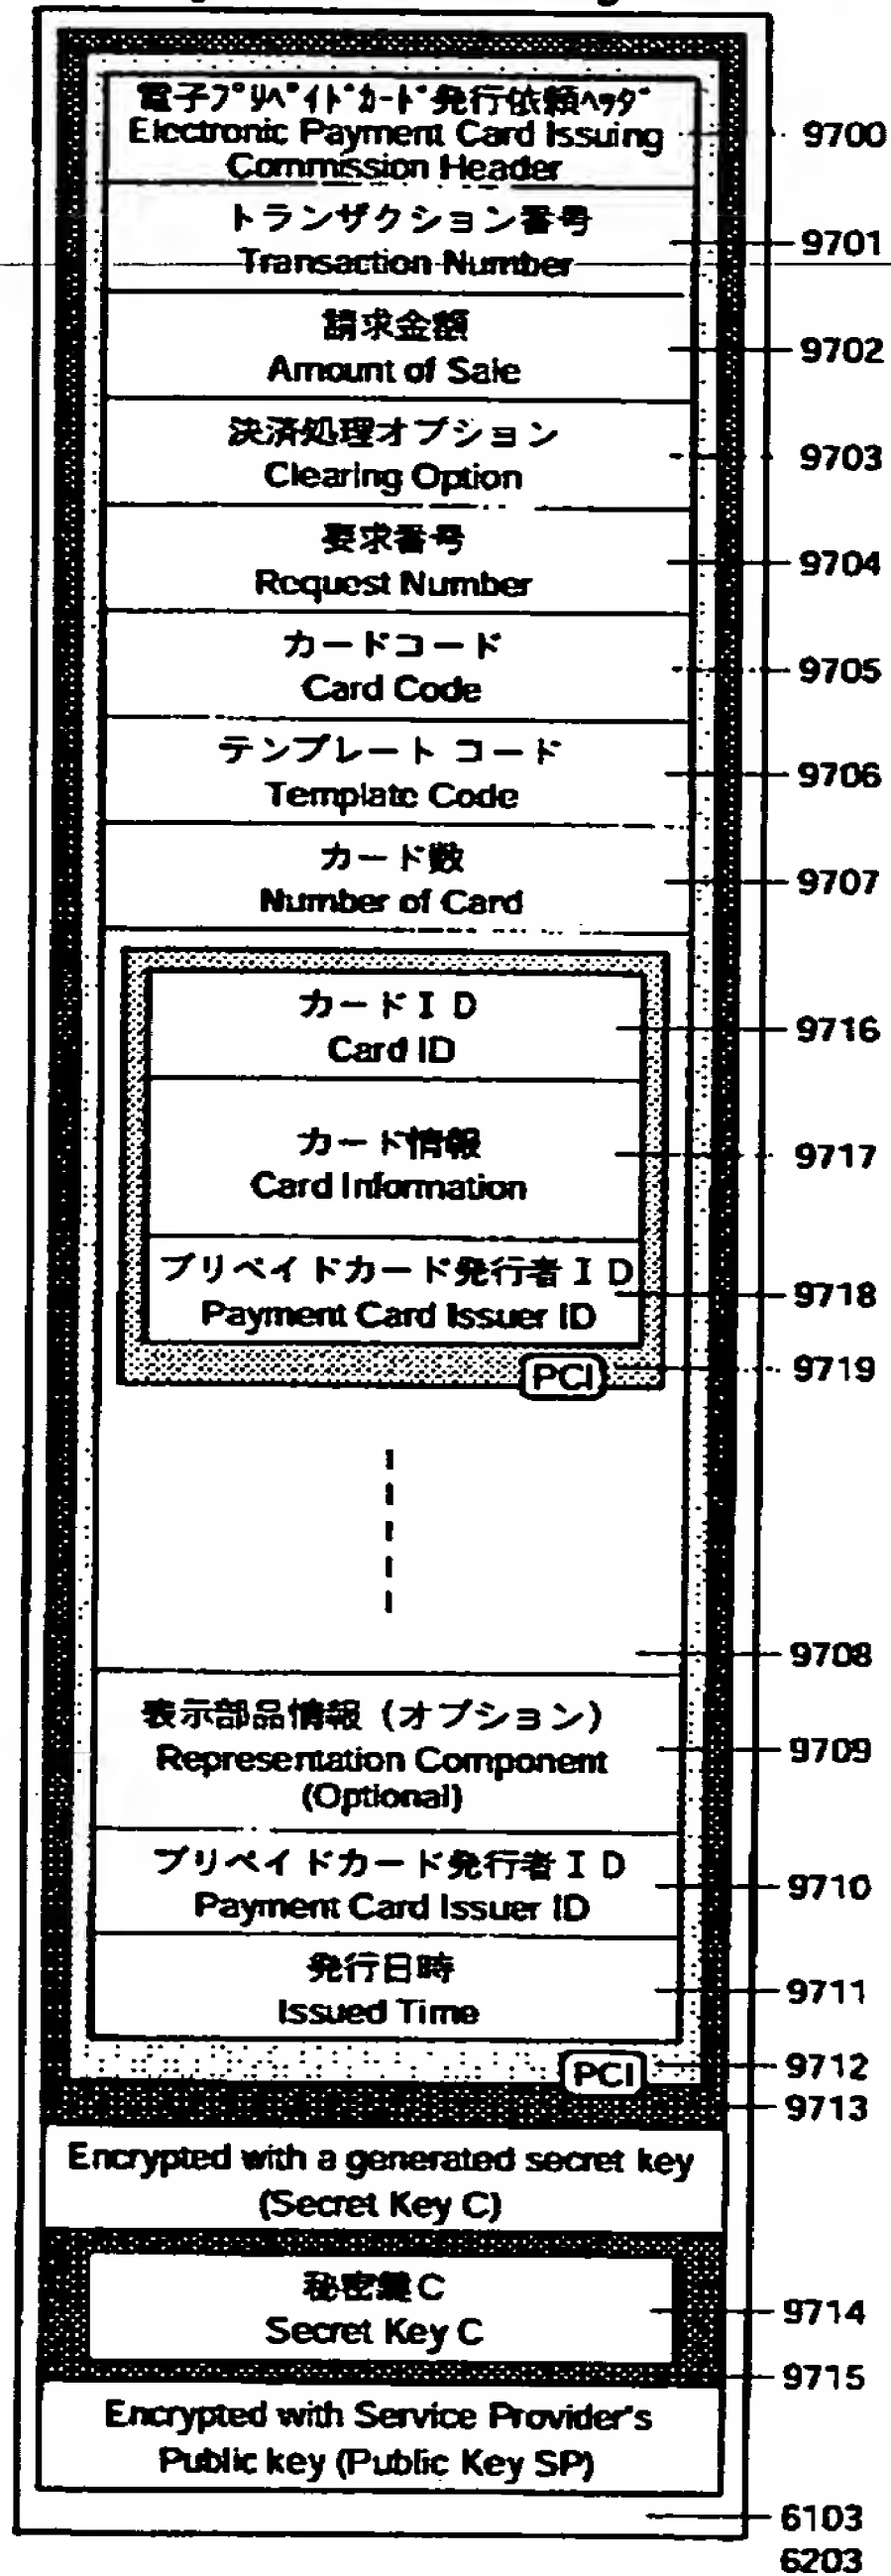 電子プリペイドカード発行依頼ヘッダ
Electronic Payment Card Issuing
Commission Header
9700
トランザクション番号
Transaction Number
9701
請求金額
Amount of Sale
9702
決済処理オプション
Clearing Option
9703
要求番号
Request Number
9704
カードコード
Card Code
9705
テンプレート コード
Template Code
9706
カード数
Number of Card
9707
カードID
Card ID
9716
カード情報
Card Information
9717
プリペイドカード発行者ID
Payment Card Issuer ID
9718
PCI
9719
9708
表示部品情報（オプション）
Representation Component
(Optional)
9709
プリペイドカード発行者ID
Payment Card Issuer ID
9710
発行日時
Issued Time
9711
PCI
9712
9713
Encrypted with a generated secret key
(Secret Key C)
秘密鍵C
Secret Key C
9714
9715
Encrypted with Service Provider's
Public key (Public Key SP)
6103
6203